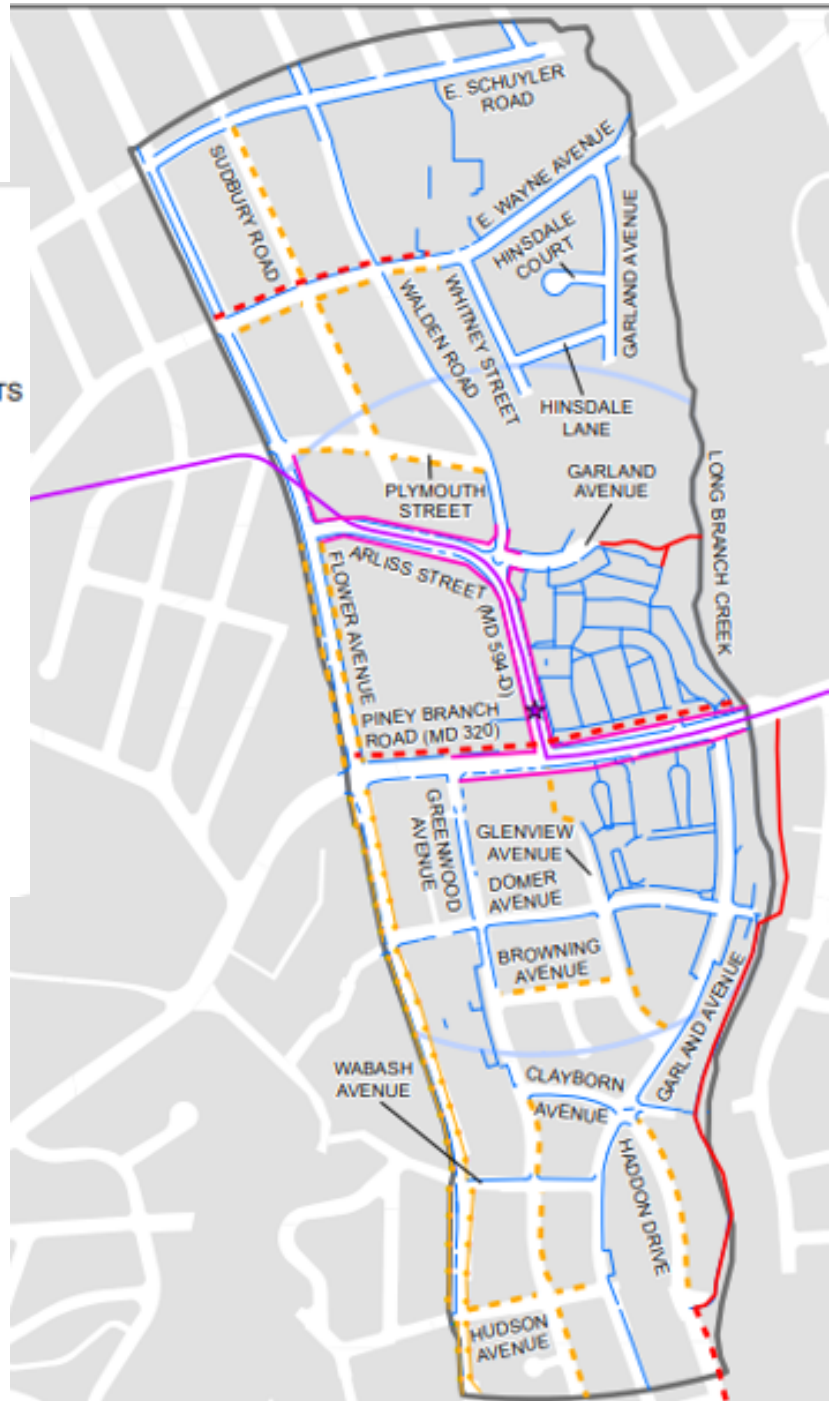 E. SCHUYLER
ROAD
SUDBURY ROAD
E. WAYNE AVENUE
HINSDALE
COURT
GARLAND AVENUE
WHITNEY STREET
WALDEN ROAD
TS
HINSDALE
LANE
PLYMOUTH
STREET
GARLAND
AVENUE
LONG BRANCH CREEK
ARLISS STREET
(MD 594-D)
FLOWER AVENUE
PINEY BRANCH
ROAD (MD 320)
GREENWOOD
AVENUE
GLENVIEW
AVENUE
DOMER
AVENUE
BROWNING
AVENUE
GARLAND AVENUE
WABASH
AVENUE
CLAYBORN
AVENUE
HADDON DRIVE
HUDSON
AVENUE